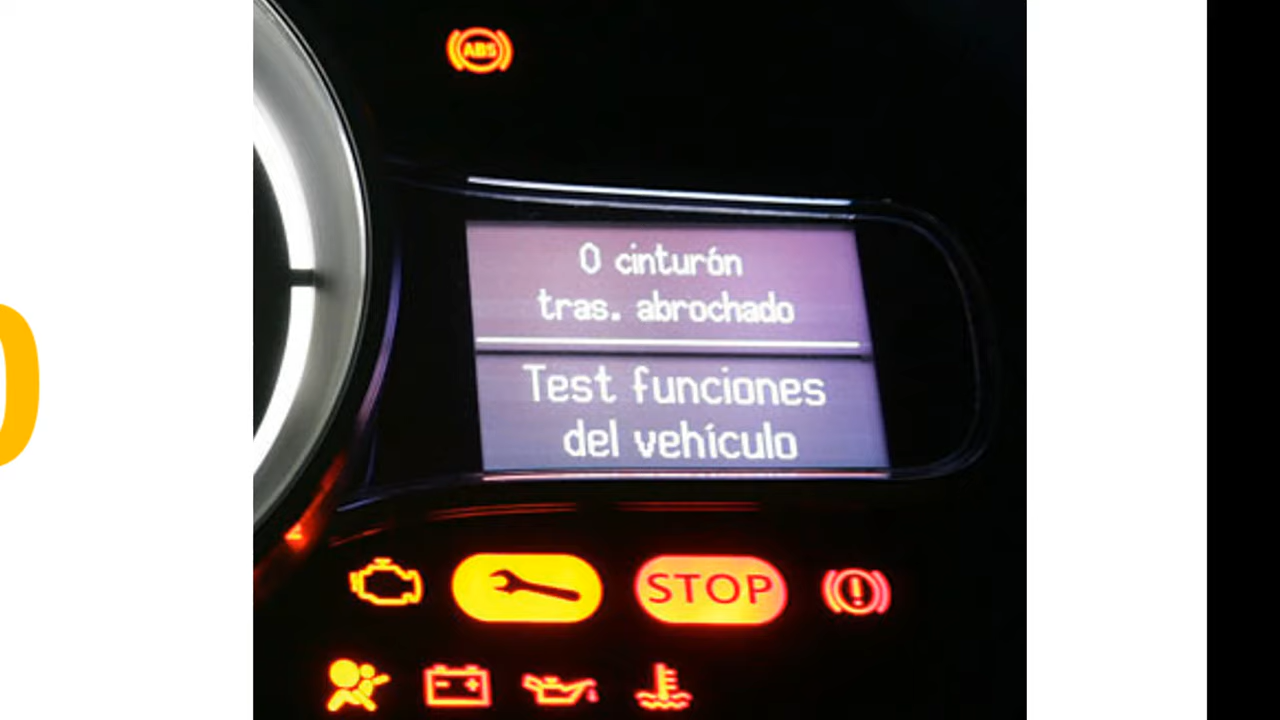 ABS
0 cinturón
tras. abrochado
Test funciones
del vehículo
STOP